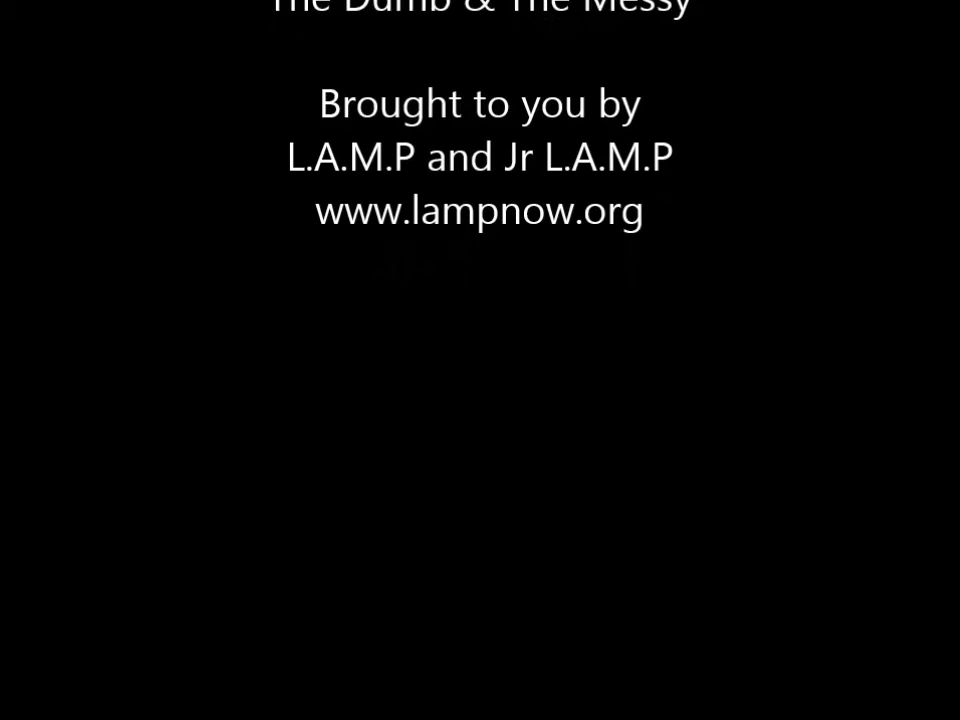 The Dumb & The Messy
Brought to you by
L.A.M.P and Jr L.A.M.P
www.lampnow.org